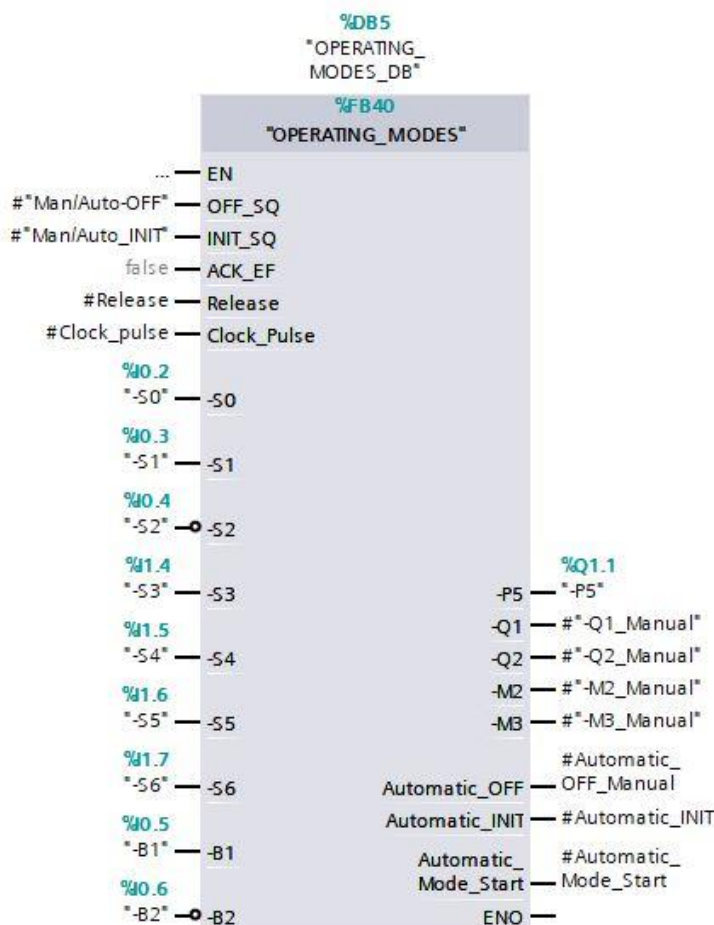 %DB5
"OPERATING_
MODES_DB"
%FB40
"OPERATING_MODES"
... EN
#"Man/Auto-OFF" OFF_SQ
#"Man/Auto_INIT" INIT_SQ
false ACK_EF
#Release Release
#Clock_pulse Clock_Pulse
%I0.2
"-S0" -S0
%I0.3
"-S1" -S1
%I0.4
"-S2" -S2
%I1.4 %Q1.1
"-S3" -S3 -P5 "-P5"
-Q1 #"-Q1_Manual"
%I1.5
"-S4" -S4 -Q2 #"-Q2_Manual"
-M2 #"-M2_Manual"
%I1.6
"-S5" -S5 -M3 #"-M3_Manual"
%I1.7 #Automatic_
"-S6" -S6 Automatic_OFF OFF_Manual
Automatic_INIT #Automatic_INIT
%I0.5
"-B1" -B1 Automatic_ #Automatic_
Mode_Start Mode_Start
%I0.6
"-B2" -B2 ENO